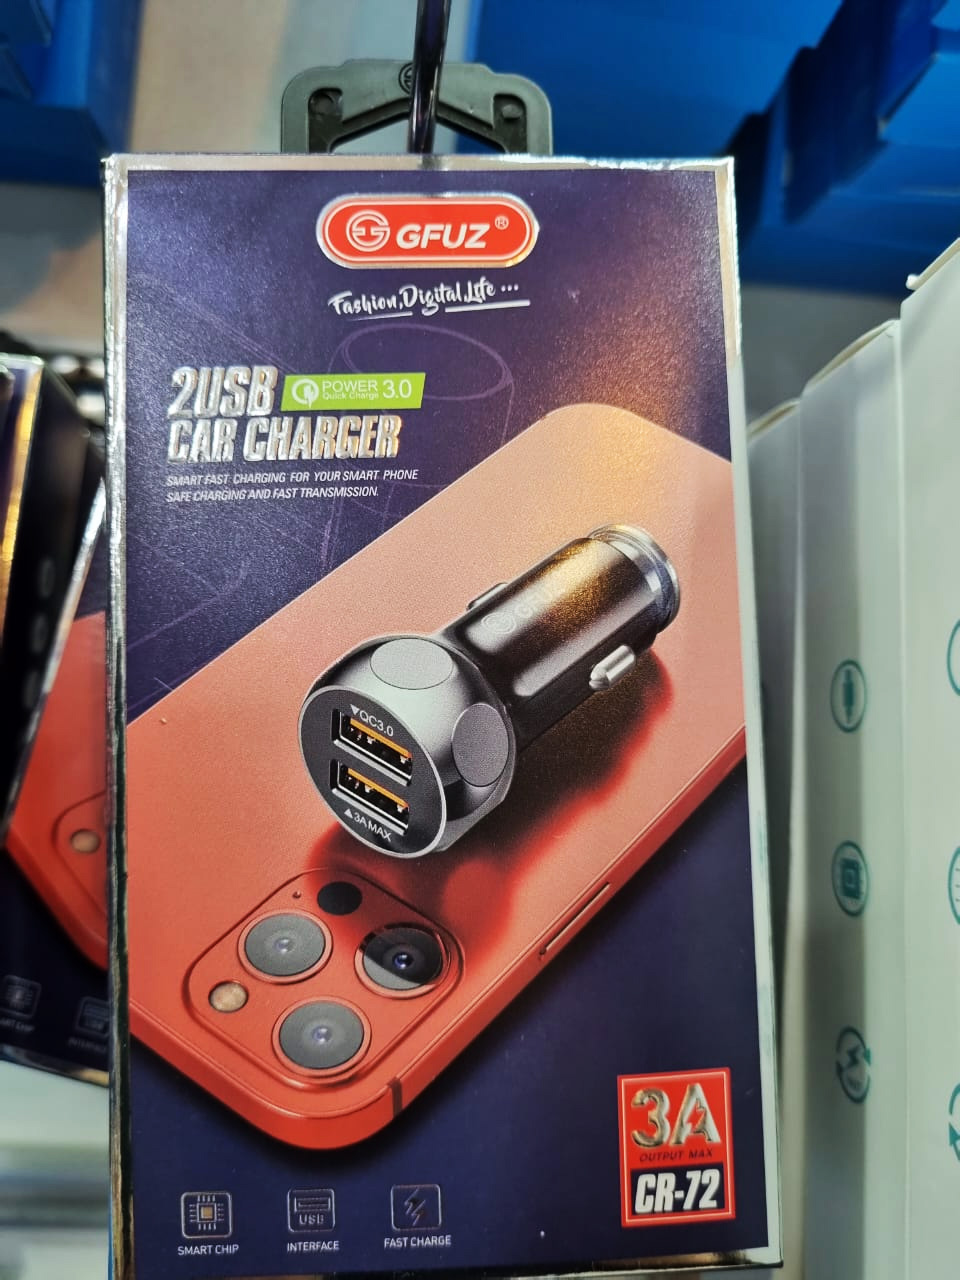 GFUZ®
Fashion.Digital.Life ...
2USB
POWER 3.0
Quick Charge
CAR CHARGER
SMART FAST CHARGING FOR YOUR SMART PHONE
SAFE CHARGING AND FAST TRANSMISSION.
▼QC3.0
▲3A MAX
3A
OUTPUT MAX
CR-72
USB
SMART CHIP
INTERFACE
FAST CHARGE